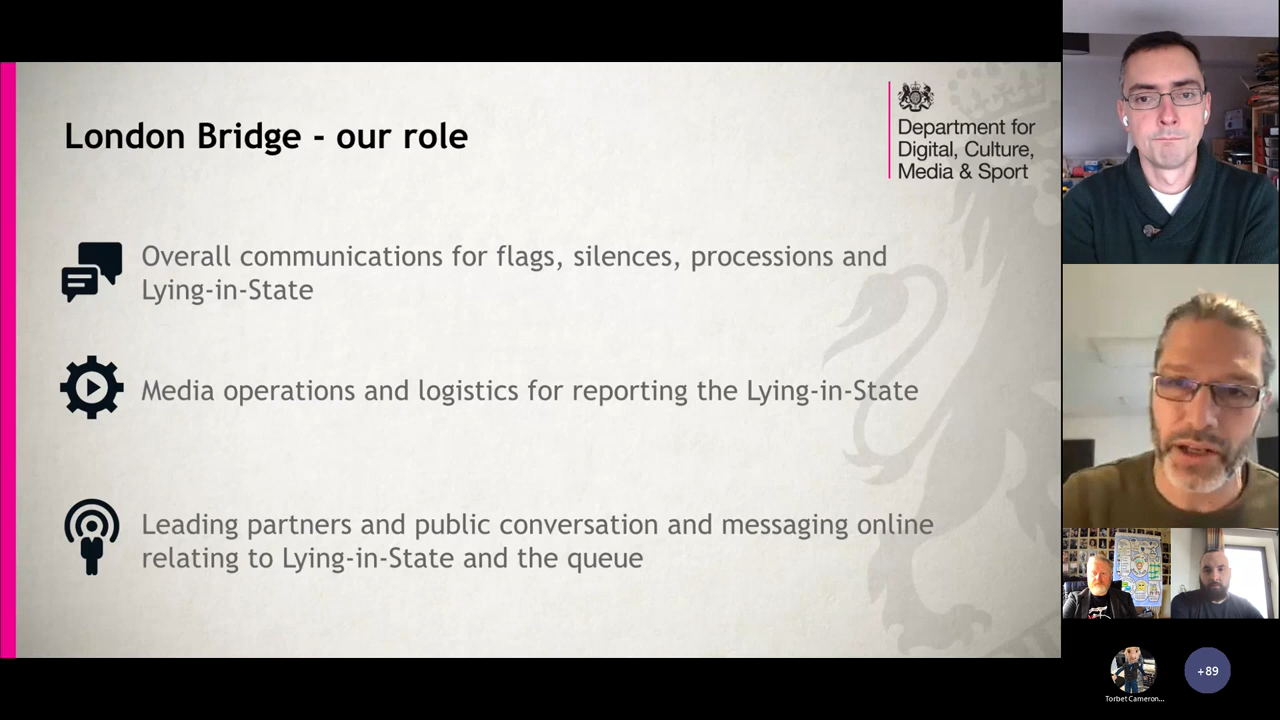 London Bridge - our role
Department for
Digital, Culture,
Media & Sport
Overall communications for flags, silences, processions and
Lying-in-State
Media operations and logistics for reporting the Lying-in-State
Leading partners and public conversation and messaging online
relating to Lying-in-State and the queue
Torbet Cameron...
+89